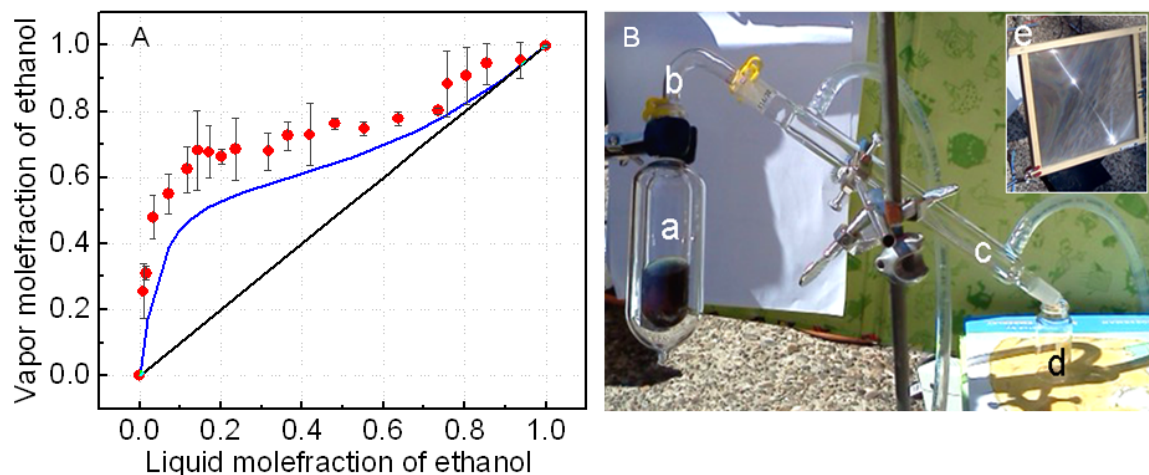 A
Vapor molefraction of ethanol
1.0
0.8
0.6
0.4
0.2
0.0
0.0 0.2 0.4 0.6 0.8 1.0
Liquid molefraction of ethanol
B
a
b
c
d
e